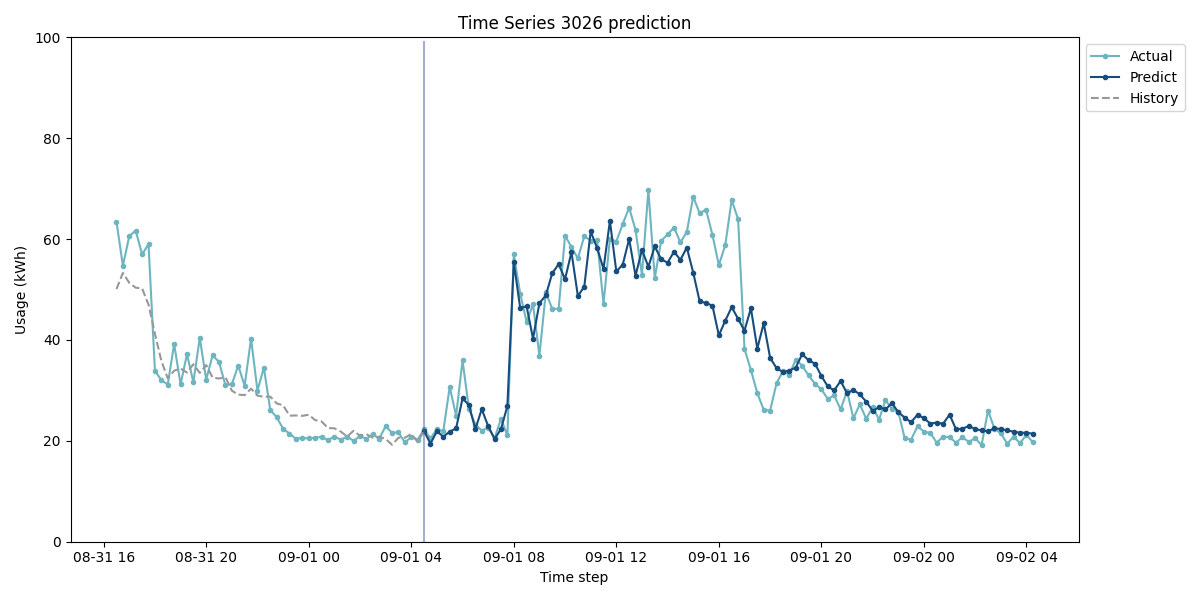 Time Series 3026 prediction
100
80
60
40
20
0
Usage (kWh)
08-31 16
08-31 20
09-01 00
09-01 04
09-01 08
09-01 12
09-01 16
09-01 20
09-02 00
09-02 04
Time step
Actual
Predict
History